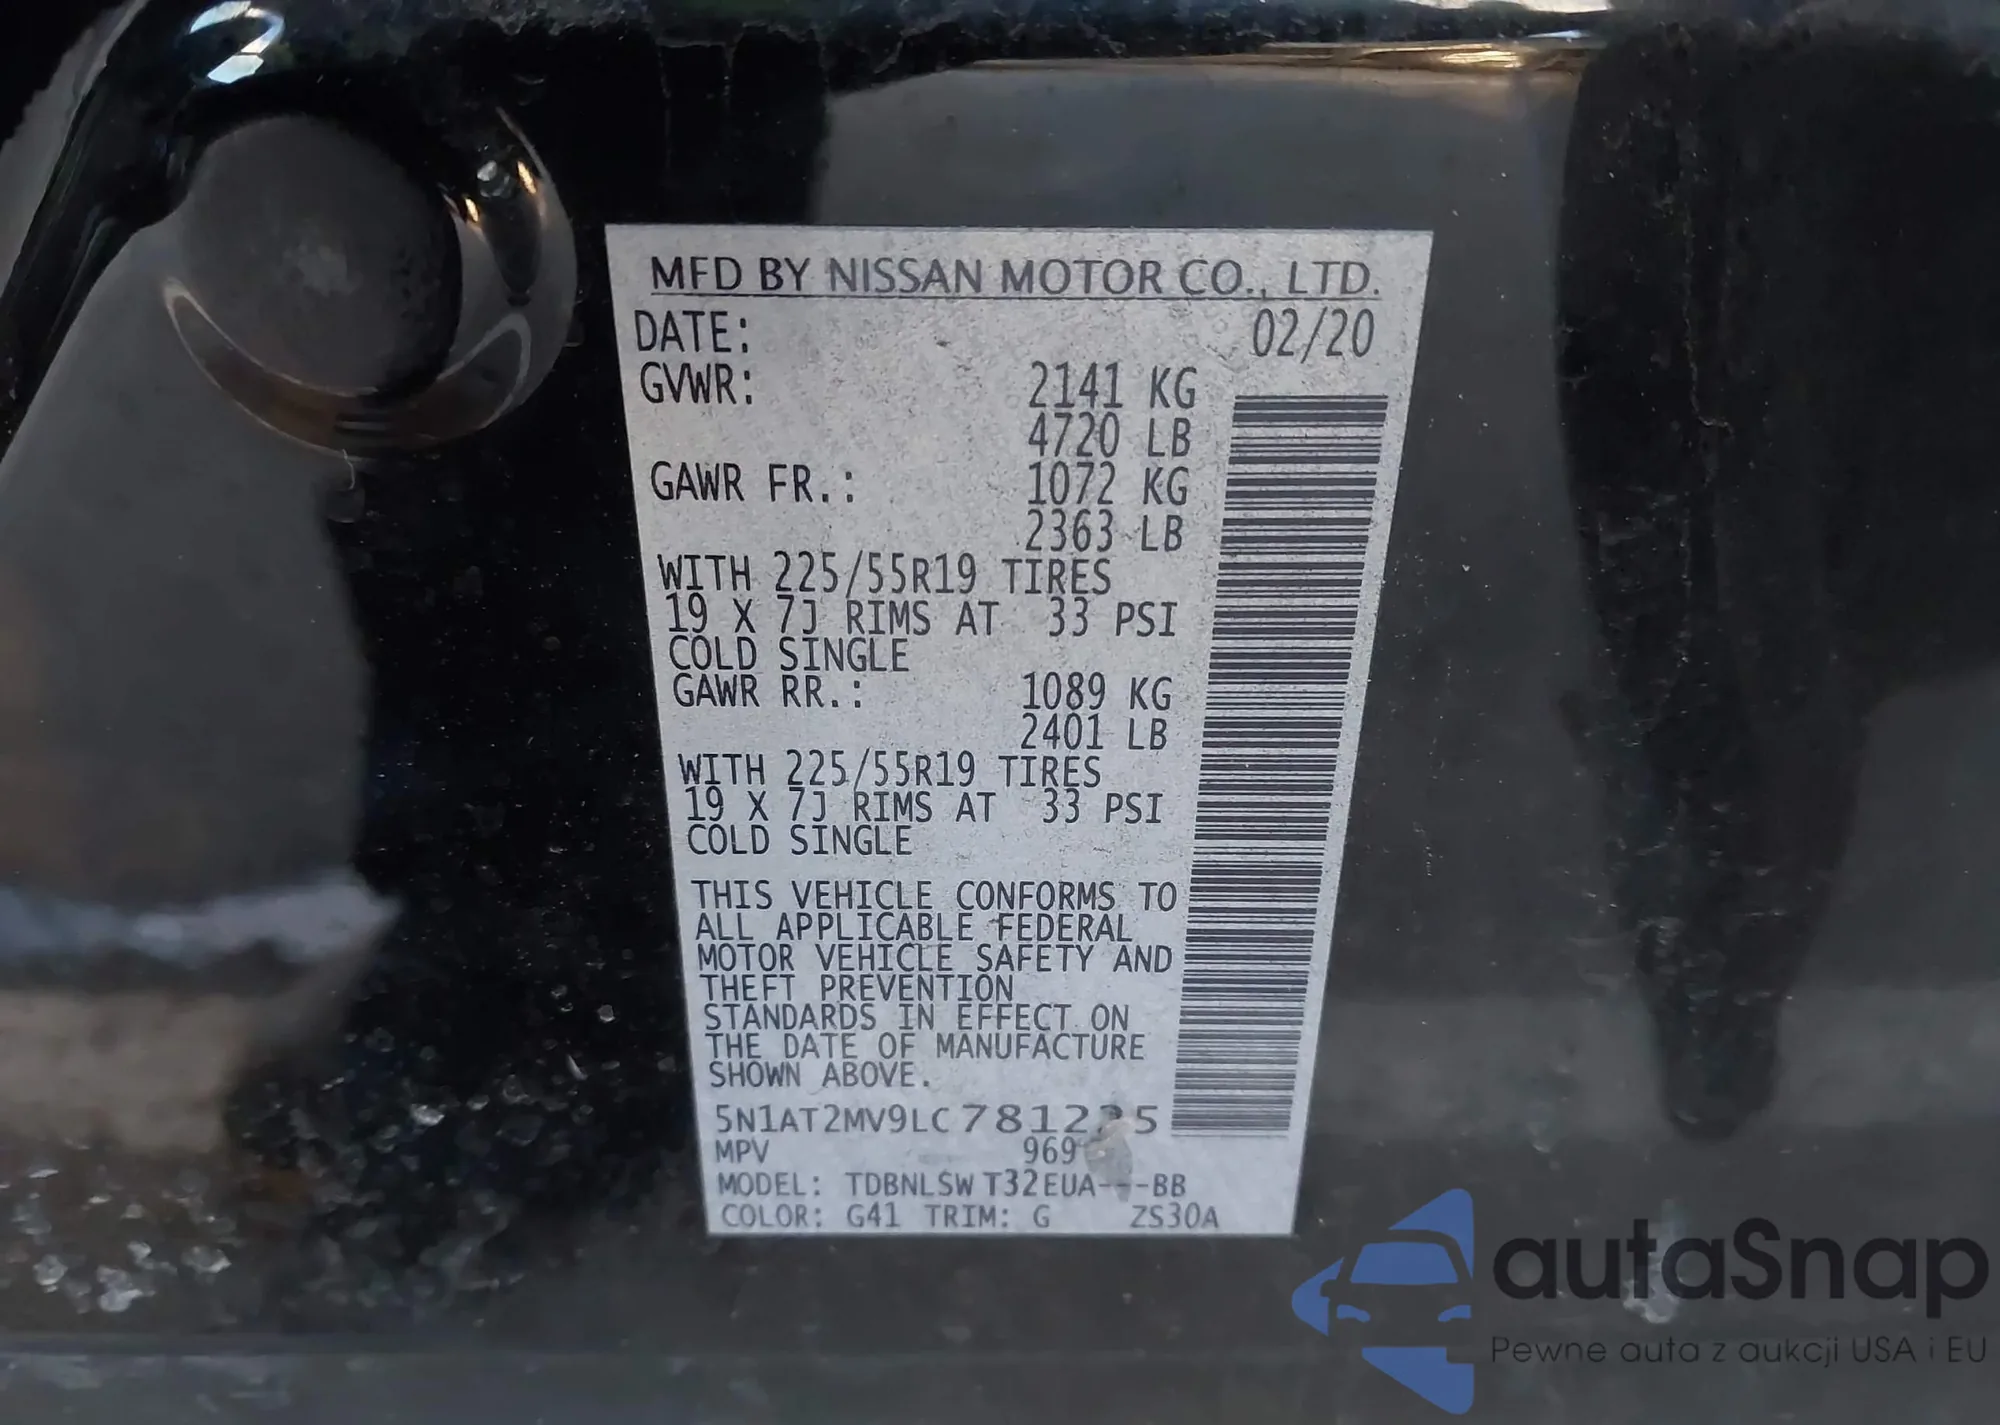 MFD BY NISSAN MOTOR CO., LTD.
DATE: 02/20
GVWR: 2141 KG
4720 LB
GAWR FR.: 1072 KG
2363 LB
WITH 225/55R19 TIRES
19 X 7J RIMS AT 33 PSI
COLD SINGLE
GAWR RR.: 1089 KG
2401 LB
WITH 225/55R19 TIRES
19 X 7J RIMS AT 33 PSI
COLD SINGLE
THIS VEHICLE CONFORMS TO
ALL APPLICABLE FEDERAL
MOTOR VEHICLE SAFETY AND
THEFT PREVENTION
STANDARDS IN EFFECT ON
THE DATE OF MANUFACTURE
SHOWN ABOVE.
MPV 969
MODEL: TDBNLSW T32EUA---BB
COLOR: G41 TRIM: G ZS30A
autaSnap
Pewne auta z aukcji USA i EU